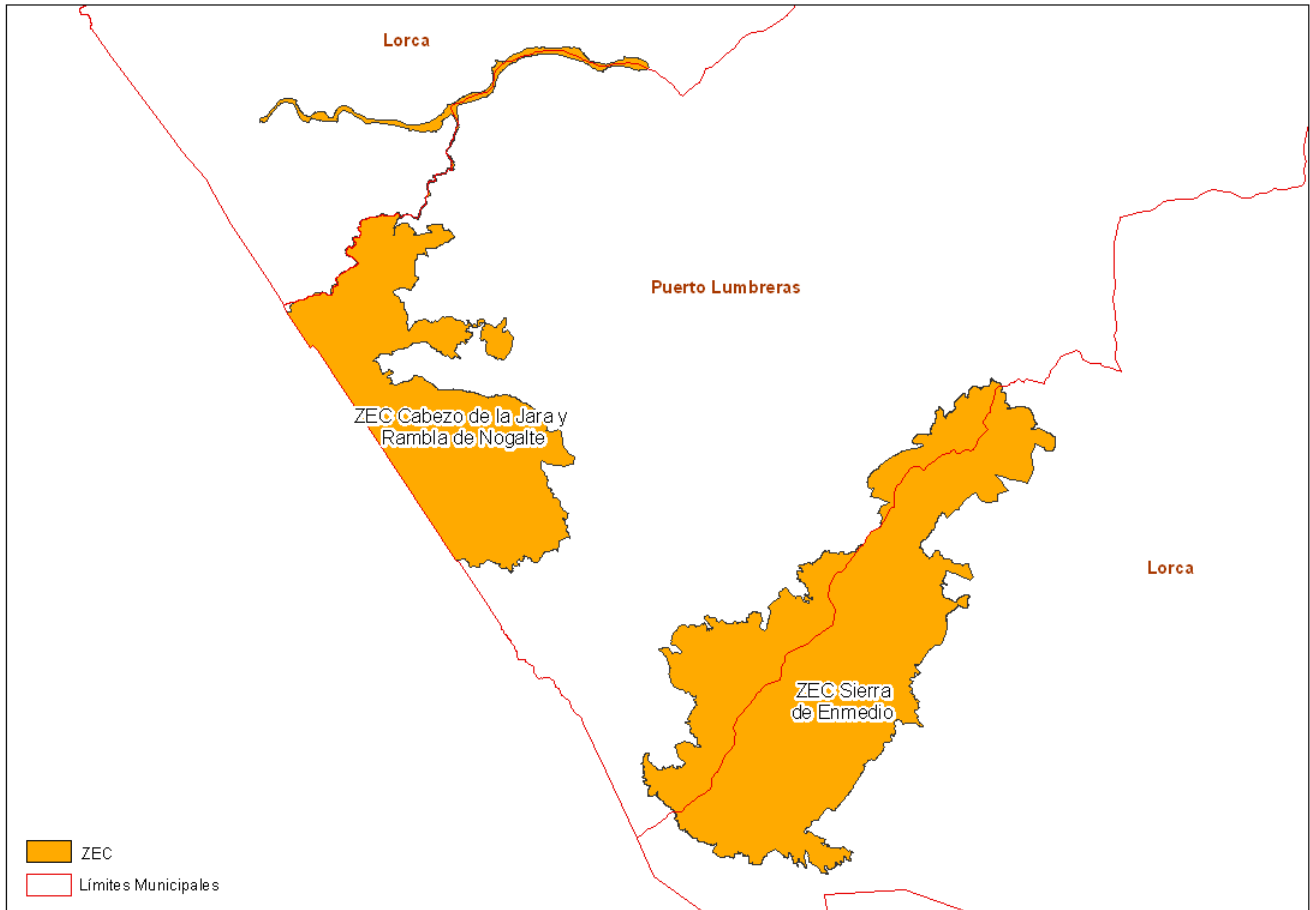 Lorca
Puerto Lumbreras
ZEC Cabezo de la Jara y
Rambla de Nogalte
Lorca
ZEC Sierra
de Enmedio
ZEC
Límites Municipales